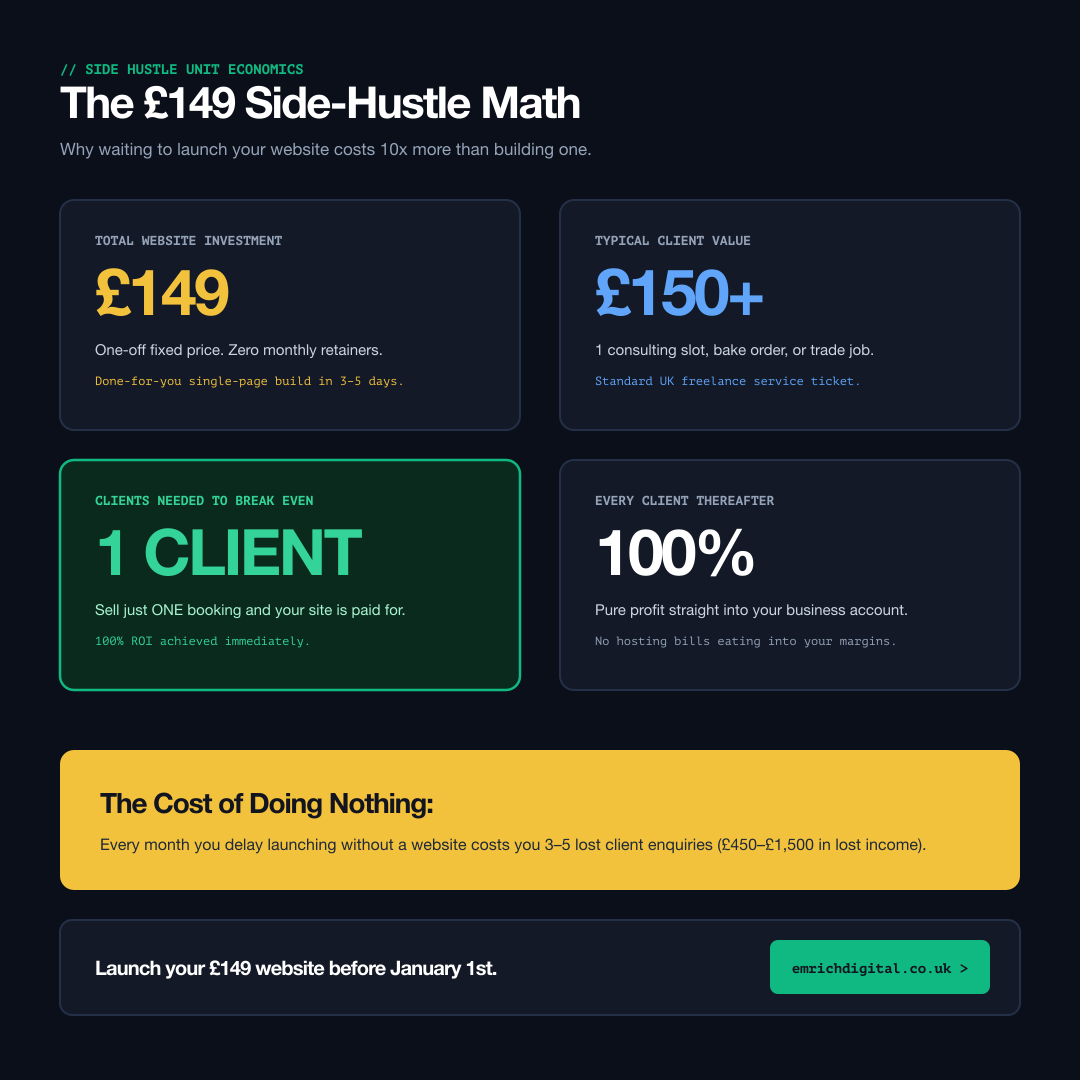 // SIDE HUSTLE UNIT ECONOMICS
The £149 Side-Hustle Math
Why waiting to launch your website costs 10x more than building one.
TOTAL WEBSITE INVESTMENT
£149
One-off fixed price. Zero monthly retainers.
Done-for-you single-page build in 3-5 days.
TYPICAL CLIENT VALUE
£150+
1 consulting slot, bake order, or trade job.
Standard UK freelance service ticket.
CLIENTS NEEDED TO BREAK EVEN
1 CLIENT
Sell just ONE booking and your site is paid for.
100% ROI achieved immediately.
EVERY CLIENT THEREAFTER
100%
Pure profit straight into your business account.
No hosting bills eating into your margins.
The Cost of Doing Nothing:
Every month you delay launching without a website costs you 3–5 lost client enquiries (£450–£1,500 in lost income).
Launch your £149 website before January 1st.
emrichdigital.co.uk >